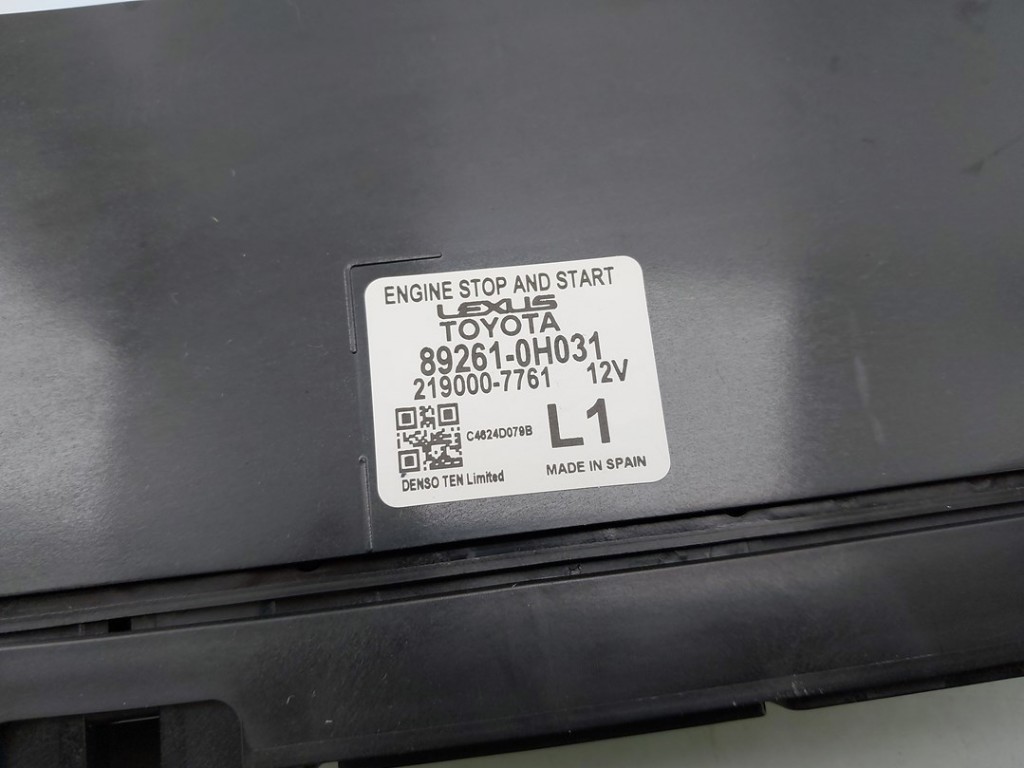 ENGINE STOP AND START
LEXUS
TOYOTA
89261-0H031
219000-7761 12V
C4624D079B L1
DENSO TEN Limited MADE IN SPAIN